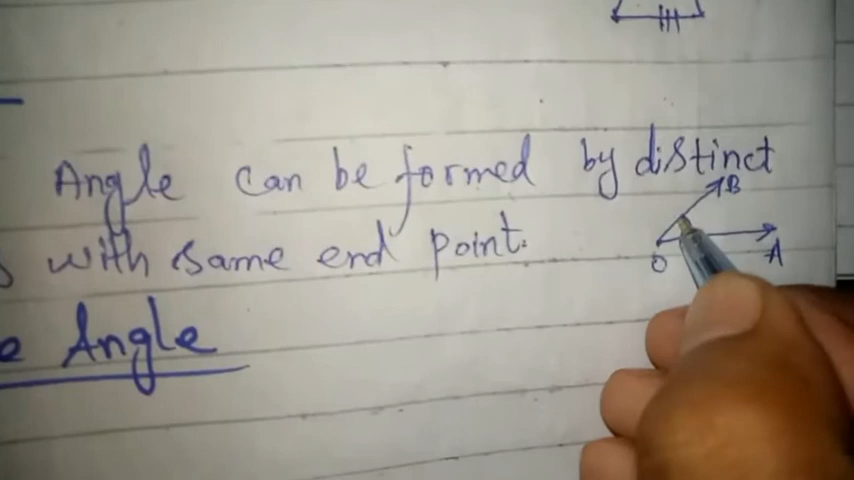 Angle can be formed by distinct
B
with same end point.
O
A
Angle